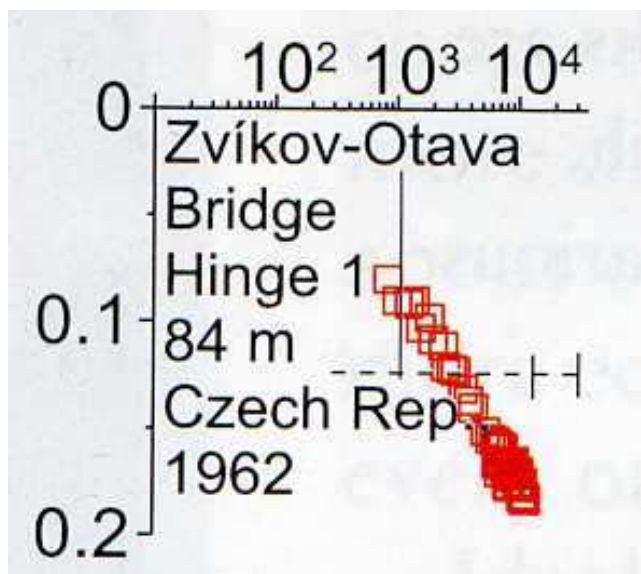 10² 10³ 10⁴
0
Zvíkov-Otava
Bridge
Hinge 1
0.1
84 m
Czech Rep.
1962
0.2